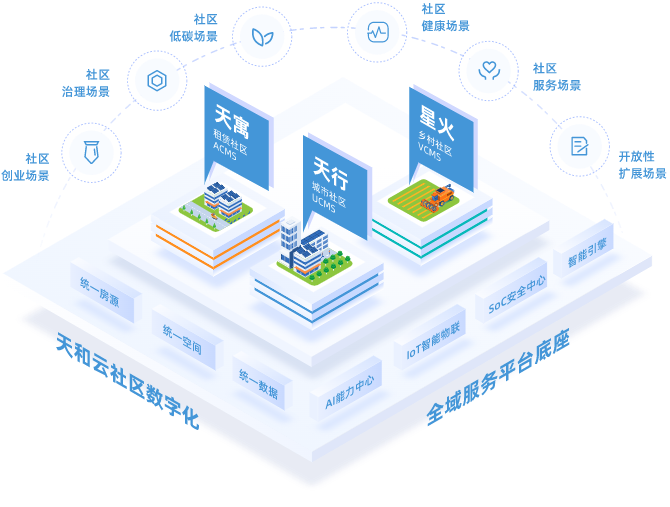 社区
低碳场景
社区
健康场景
社区
治理场景
社区
服务场景
社区
创业场景
开放性
扩展场景
天寓
租赁社区
ACMS
天行
城市社区
UCMS
星火
乡村社区
VCMS
统一房源
统一空间
统一数据
AI能力中心
IoT智能物联
SoC安全中心
智能引擎
天和云社区数字化
全域服务平台底座